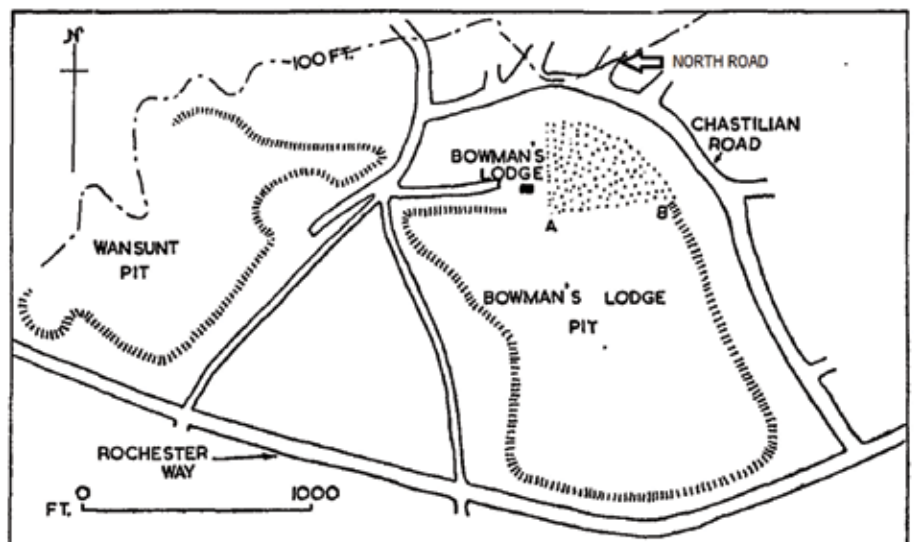 N
100 FT.
NORTH ROAD
CHASTILIAN
ROAD
BOWMAN'S
LODGE
A
B
WANSUNT
PIT
BOWMAN'S LODGE
PIT
ROCHESTER
WAY
0 1000
FT.